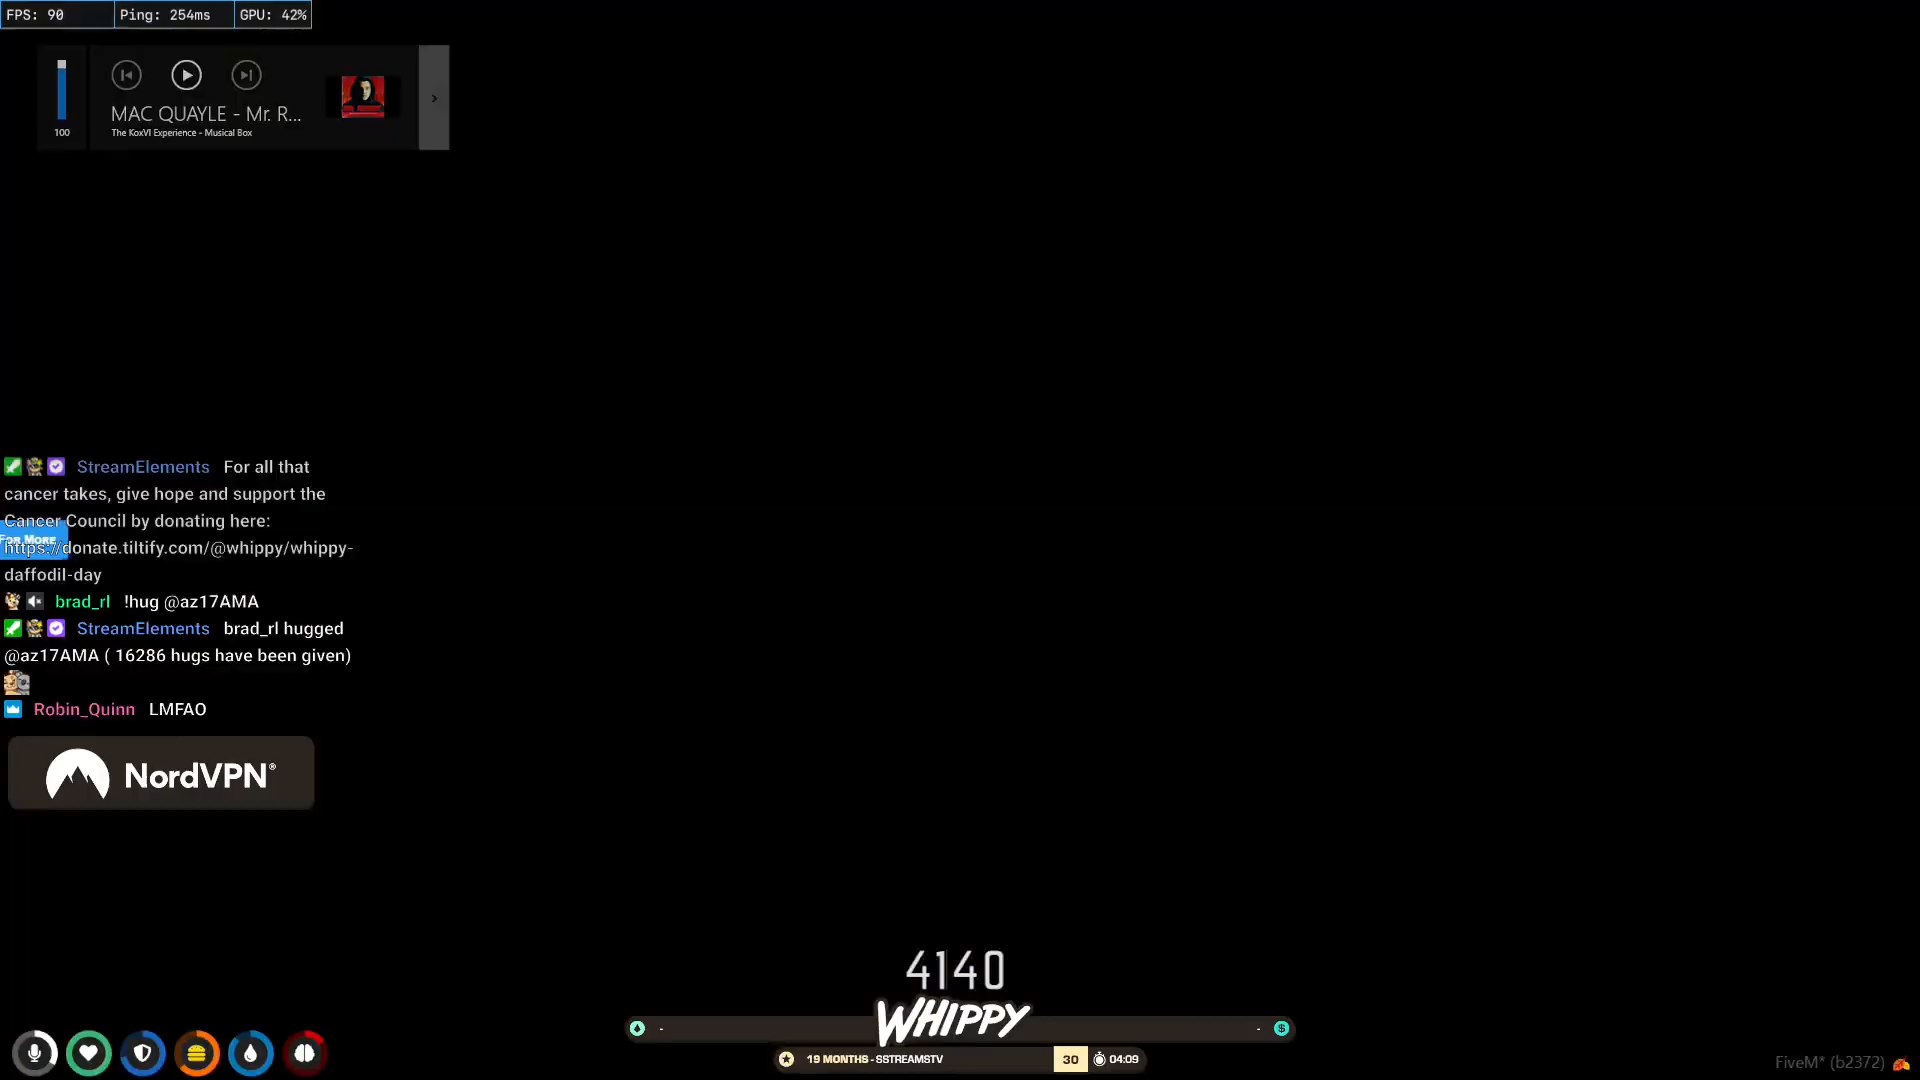 FPS: 90
Ping: 254ms
GPU: 42%
MAC QUAYLE - Mr. R...
The KoxVI Experience - Musical Box
100
StreamElements For all that
cancer takes, give hope and support the
Cancer Council by donating here:
For More
https://donate.tiltify.com/@whippy/whippy-
daffodil-day
brad_rl !hug @az17AMA
StreamElements brad_rl hugged
@az17AMA ( 16286 hugs have been given)
Robin_Quinn LMFAO
NordVPN®
4140
WHIPPY
- -
19 MONTHS - SSTREAMSTV 30 04:09
FiveM* (b2372)